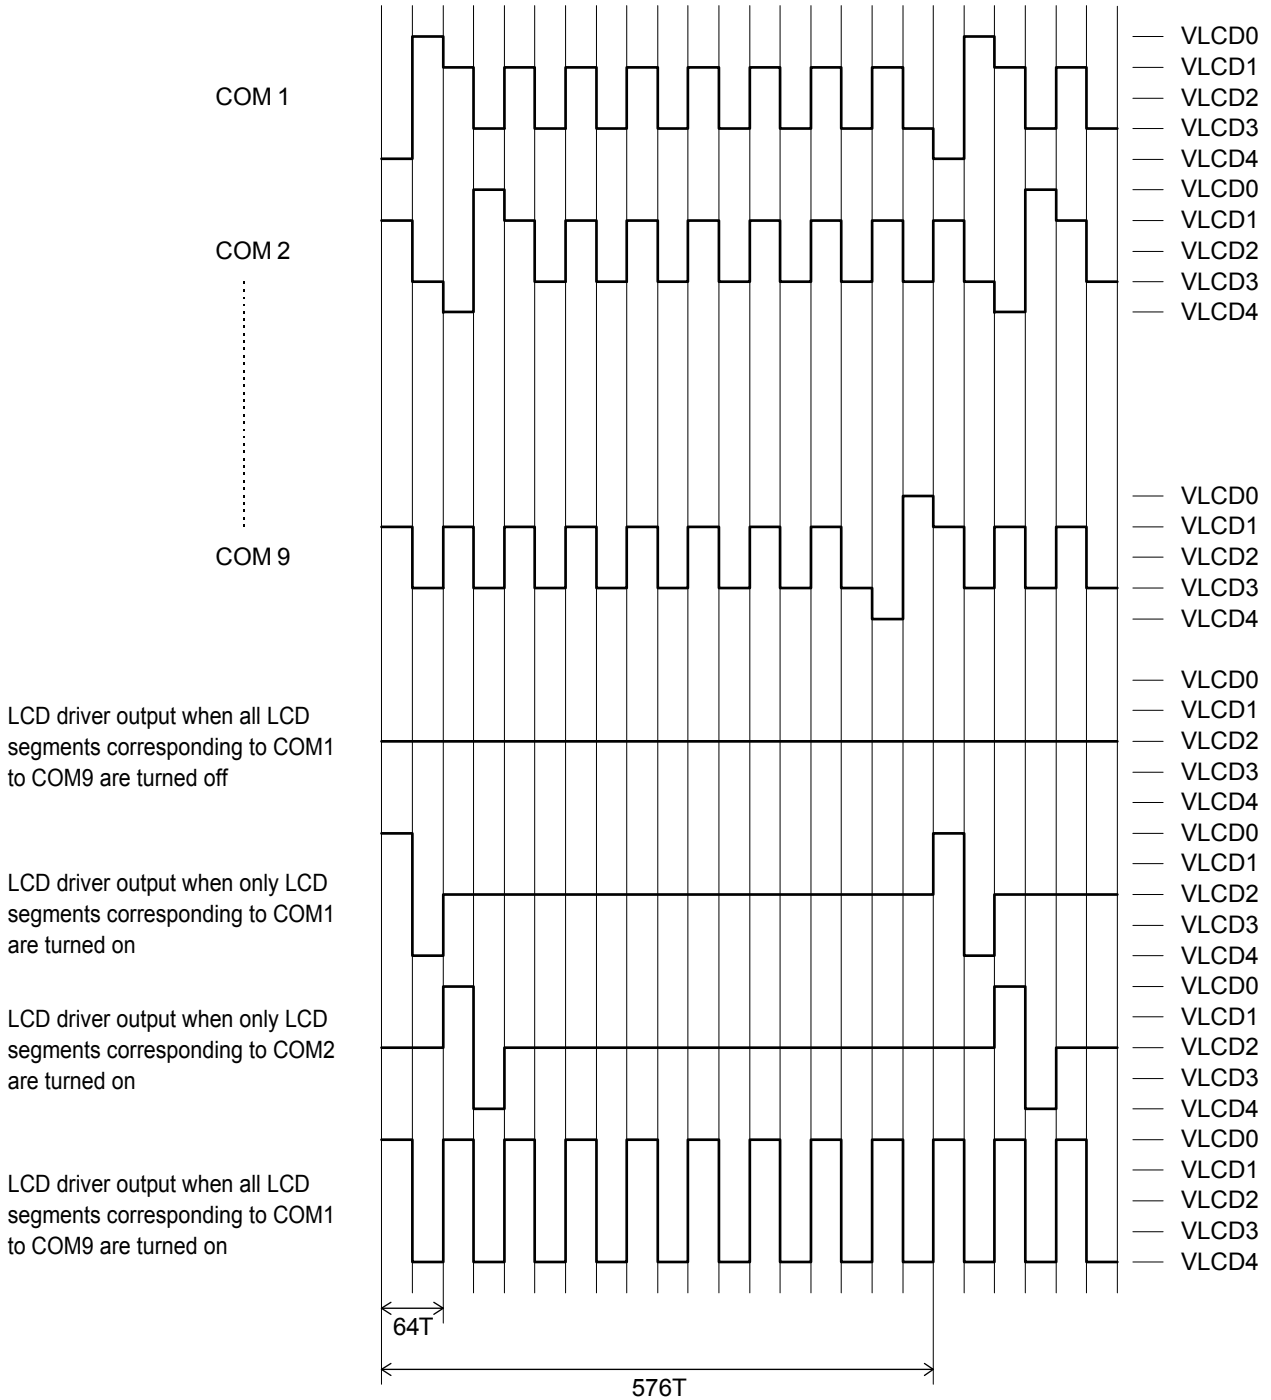 VLCD0
VLCD1
COM 1
VLCD2
VLCD3
VLCD4
VLCD0
VLCD1
COM 2
VLCD2
VLCD3
VLCD4
VLCD0
VLCD1
COM 9
VLCD2
VLCD3
VLCD4
LCD driver output when all LCD
segments corresponding to COM1
to COM9 are turned off
VLCD0
VLCD1
VLCD2
VLCD3
VLCD4
LCD driver output when only LCD
segments corresponding to COM1
are turned on
VLCD0
VLCD1
VLCD2
VLCD3
VLCD4
LCD driver output when only LCD
segments corresponding to COM2
are turned on
VLCD0
VLCD1
VLCD2
VLCD3
VLCD4
LCD driver output when all LCD
segments corresponding to COM1
to COM9 are turned on
VLCD0
VLCD1
VLCD2
VLCD3
VLCD4
64T
576T